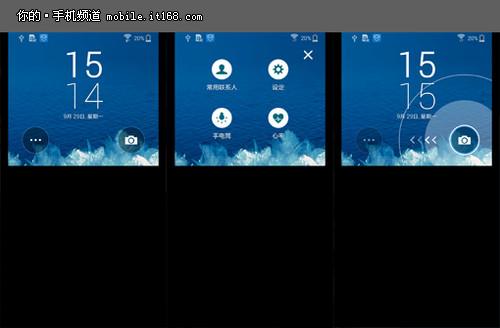 你的·手机频道 mobile.it168.com
20%
15
14
9月 29日, 星期一
20%
常用联系人
设定
手电筒
心率
20%
15
15
9月 29日, 星期一